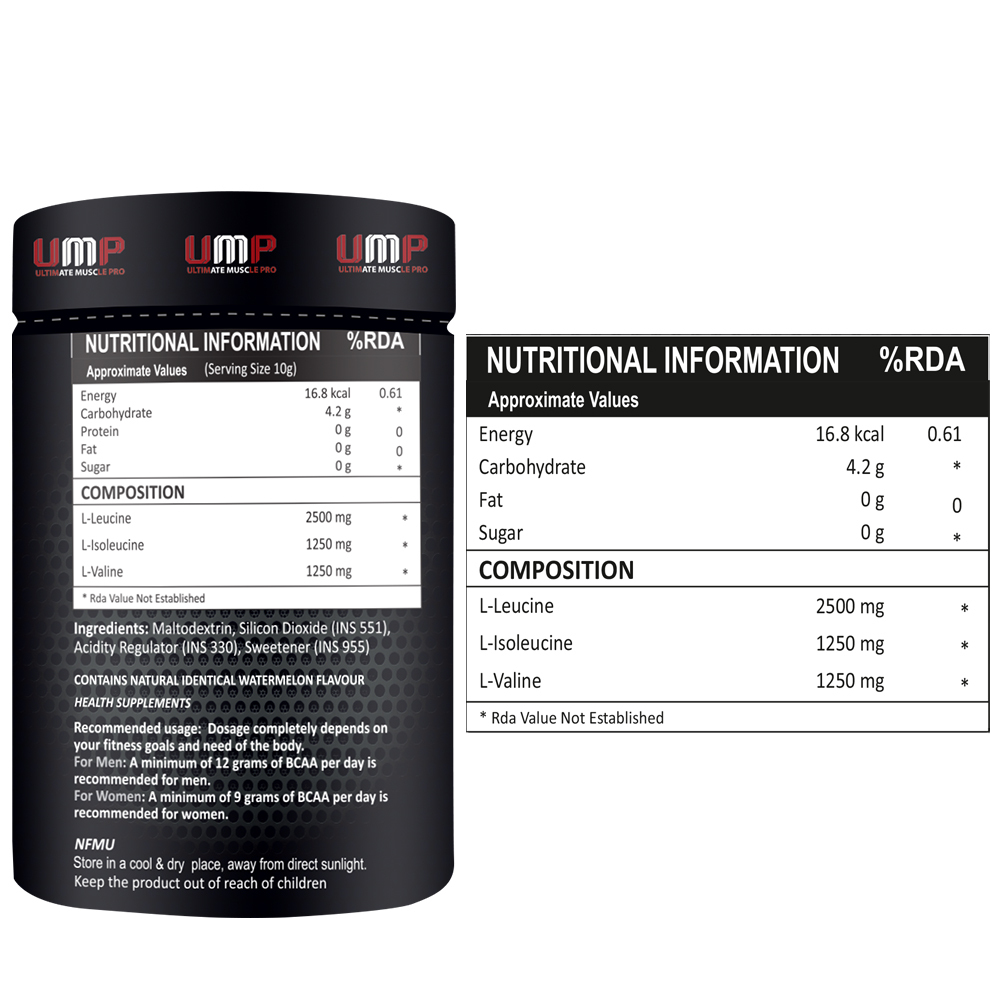 UMP UMP UMP
ULTIMATE MUSCLE PRO ULTIMATE MUSCLE PRO ULTIMATE MUSCLE PRO
NUTRITIONAL INFORMATION %RDA
Approximate Values (Serving Size 10g)
Energy 16.8 kcal 0.61
Carbohydrate 4.2 g *
Protein 0 g 0
Fat 0 g 0
Sugar 0 g *
COMPOSITION
L-Leucine 2500 mg *
L-Isoleucine 1250 mg *
L-Valine 1250 mg *
* Rda Value Not Established
Ingredients: Maltodextrin, Silicon Dioxide (INS 551),
Acidity Regulator (INS 330), Sweetener (INS 955)
CONTAINS NATURAL IDENTICAL WATERMELON FLAVOUR
HEALTH SUPPLEMENTS
Recommended usage: Dosage completely depends on
your fitness goals and need of the body.
For Men: A minimum of 12 grams of BCAA per day is
recommended for men.
For Women: A minimum of 9 grams of BCAA per day is
recommended for women.
NFMU
Store in a cool & dry place, away from direct sunlight.
Keep the product out of reach of children
NUTRITIONAL INFORMATION %RDA
Approximate Values
Energy 16.8 kcal 0.61
Carbohydrate 4.2 g *
Fat 0 g 0
Sugar 0 g *
COMPOSITION
L-Leucine 2500 mg *
L-Isoleucine 1250 mg *
L-Valine 1250 mg *
* Rda Value Not Established